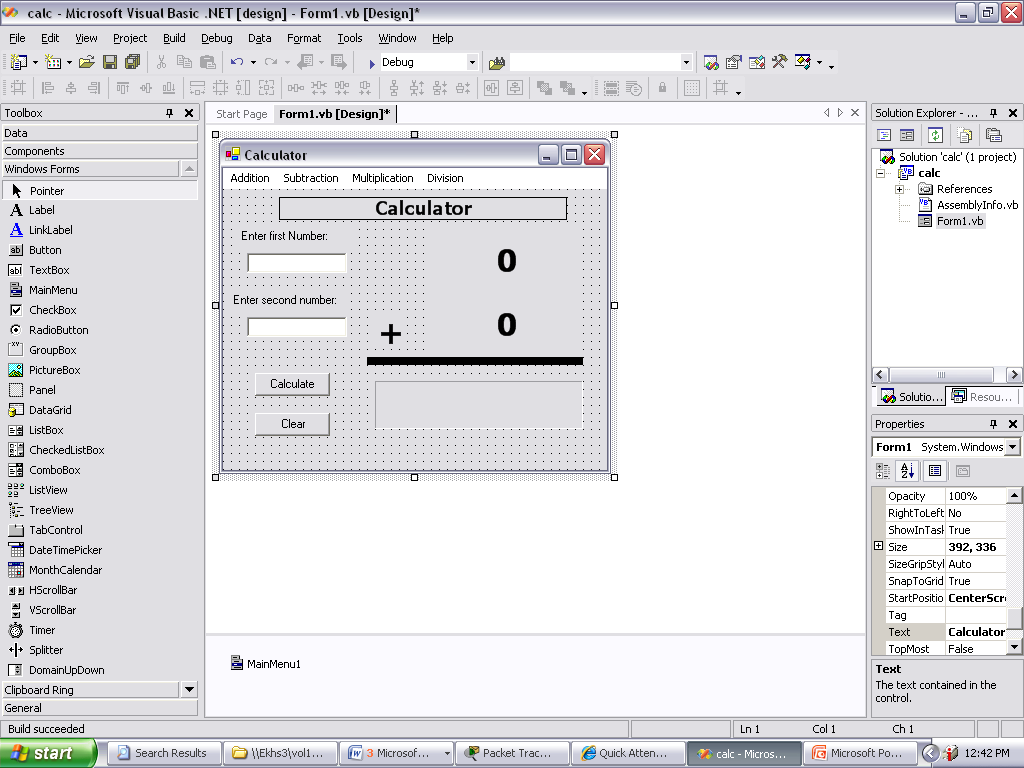 calc - Microsoft Visual Basic .NET [design] - Form1.vb [Design]*
File Edit View Project Build Debug Data Format Tools Window Help
Debug
Toolbox
Data
Components
Windows Forms
Pointer
Label
LinkLabel
Button
TextBox
MainMenu
CheckBox
RadioButton
GroupBox
PictureBox
Panel
DataGrid
ListBox
CheckedListBox
ComboBox
ListView
TreeView
TabControl
DateTimePicker
MonthCalendar
HScrollBar
VScrollBar
Timer
Splitter
DomainUpDown
Clipboard Ring
General
Start Page Form1.vb [Design]*
Calculator
Addition Subtraction Multiplication Division
Calculator
Enter first Number:
0
Enter second number:
0
+
Calculate
Clear
MainMenu1
Solution Explorer - ...
Solution 'calc' (1 project)
calc
References
AssemblyInfo.vb
Form1.vb
Solutio... Resou...
Properties
Form1 System.Windows
Opacity 100%
RightToLeft No
ShowInTask True
Size 392, 336
SizeGripStyl Auto
SnapToGrid True
StartPositio CenterScre
Tag
Text Calculator
TopMost False
Text
The text contained in the
control.
Build succeeded Ln 1 Col 1 Ch 1
start Search Results \\Ekhs3\vol1... 3 Microsof... Packet Trac... Quick Atten... calc - Micros... Microsoft Po... 12:42 PM